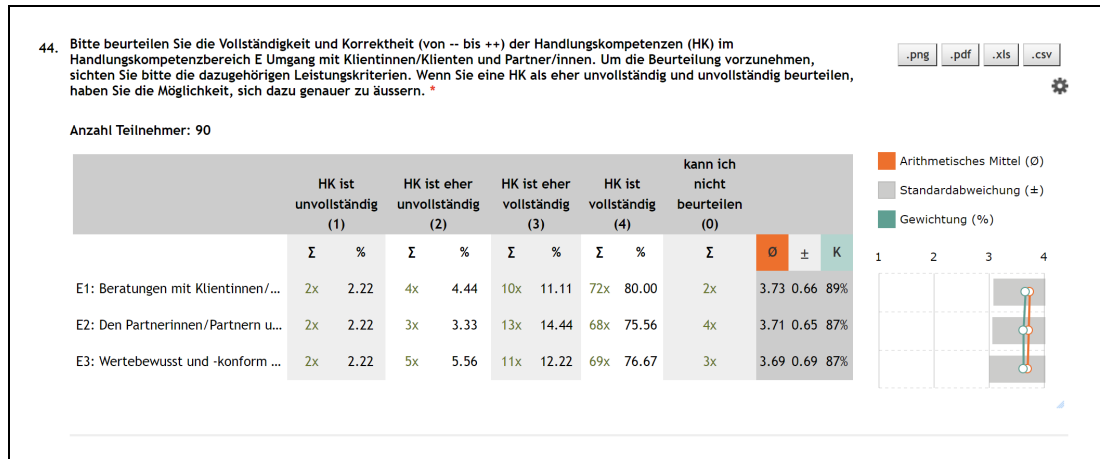 44. Bitte beurteilen Sie die Vollständigkeit und Korrektheit (von -- bis ++) der Handlungskompetenzen (HK) im
Handlungskompetenzbereich E Umgang mit Klientinnen/Klienten und Partner/innen. Um die Beurteilung vorzunehmen,
sichten Sie bitte die dazugehörigen Leistungskriterien. Wenn Sie eine HK als eher unvollständig und unvollständig beurteilen,
haben Sie die Möglichkeit, sich dazu genauer zu äussern. *
.png .pdf .xls .csv
Anzahl Teilnehmer: 90
HK ist unvollständig (1) HK ist eher unvollständig (2) HK ist eher vollständig (3) HK ist vollständig (4) kann ich nicht beurteilen (0)
Σ % Σ % Σ % Σ % Σ Ø ± K
E1: Beratungen mit Klientinnen/... 2x 2.22 4x 4.44 10x 11.11 72x 80.00 2x 3.73 0.66 89%
E2: Den Partnerinnen/Partnern u... 2x 2.22 3x 3.33 13x 14.44 68x 75.56 4x 3.71 0.65 87%
E3: Wertebewusst und -konform ... 2x 2.22 5x 5.56 11x 12.22 69x 76.67 3x 3.69 0.69 87%
Arithmetisches Mittel (Ø)
Standardabweichung (±)
Gewichtung (%)
1 2 3 4